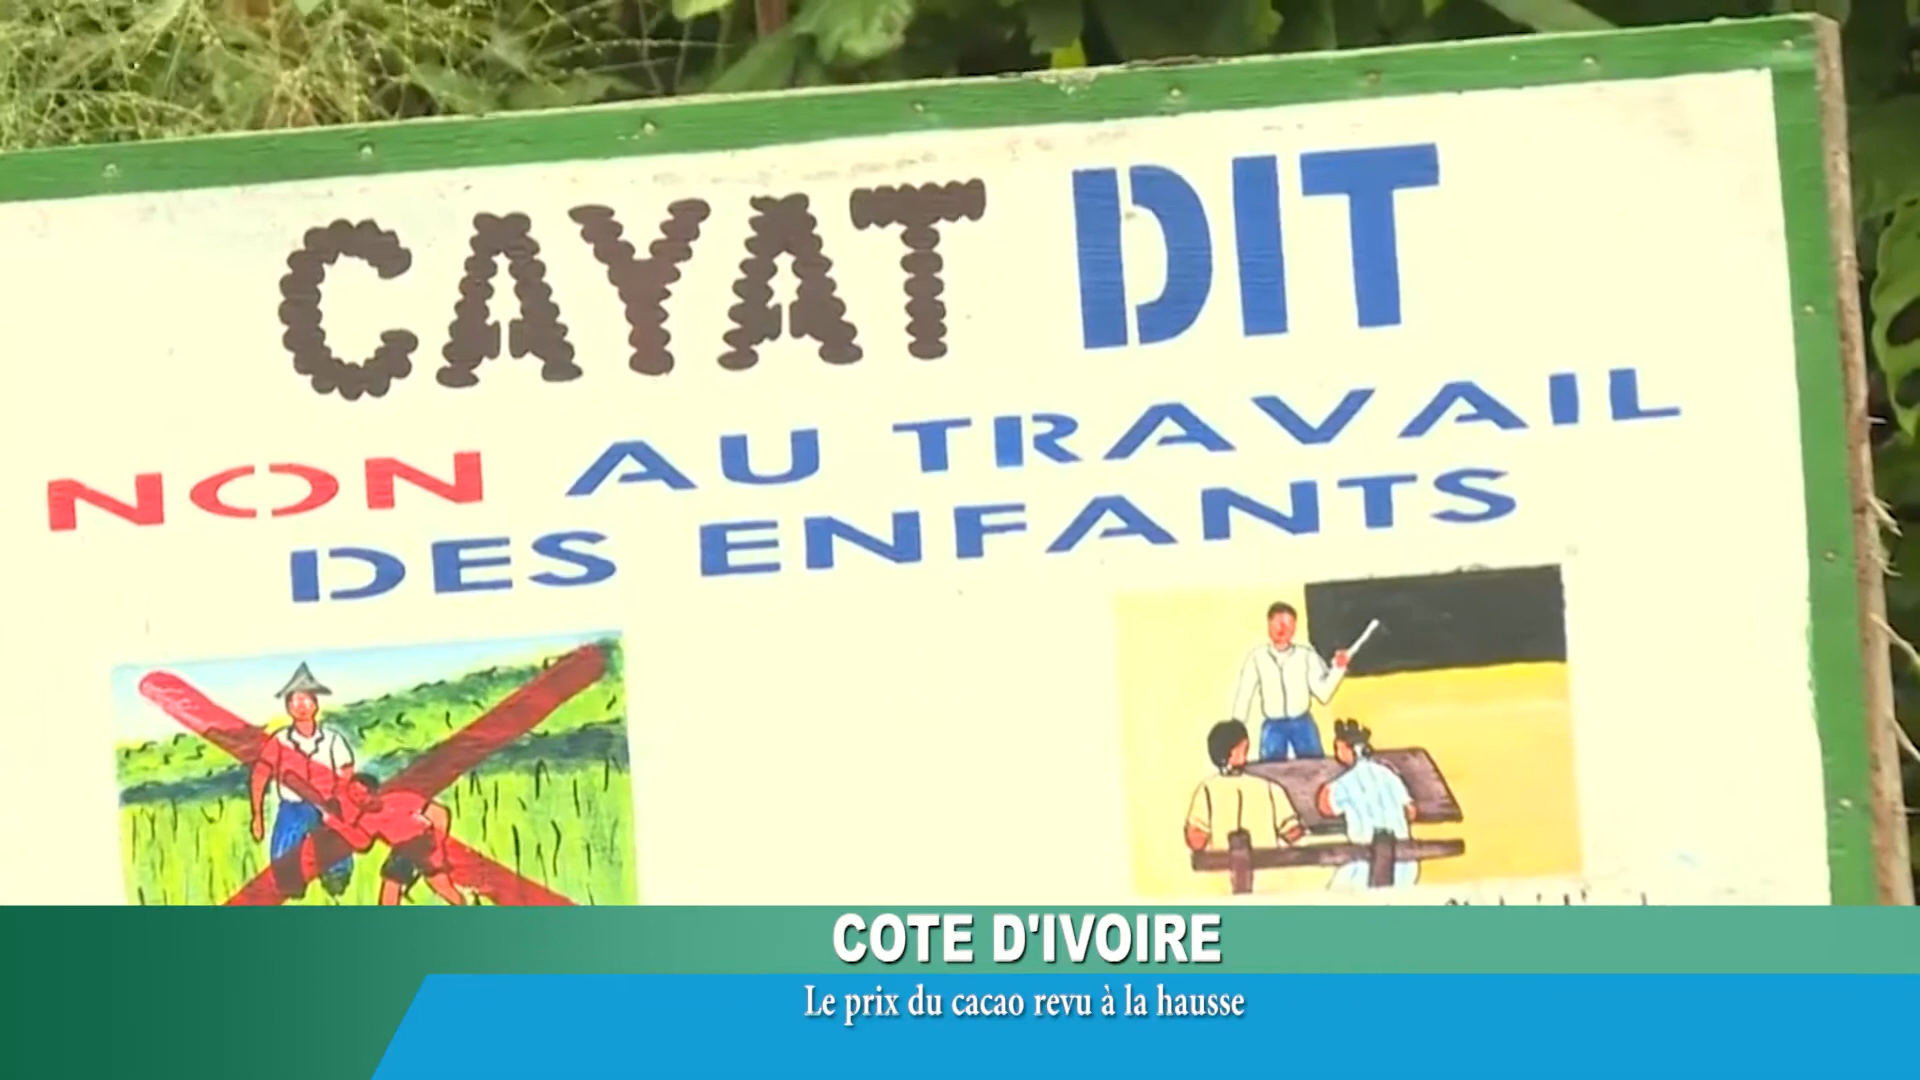 CAYAT DIT
NON AU TRAVAIL
DES ENFANTS
COTE D'IVOIRE
Le prix du cacao revu à la hausse